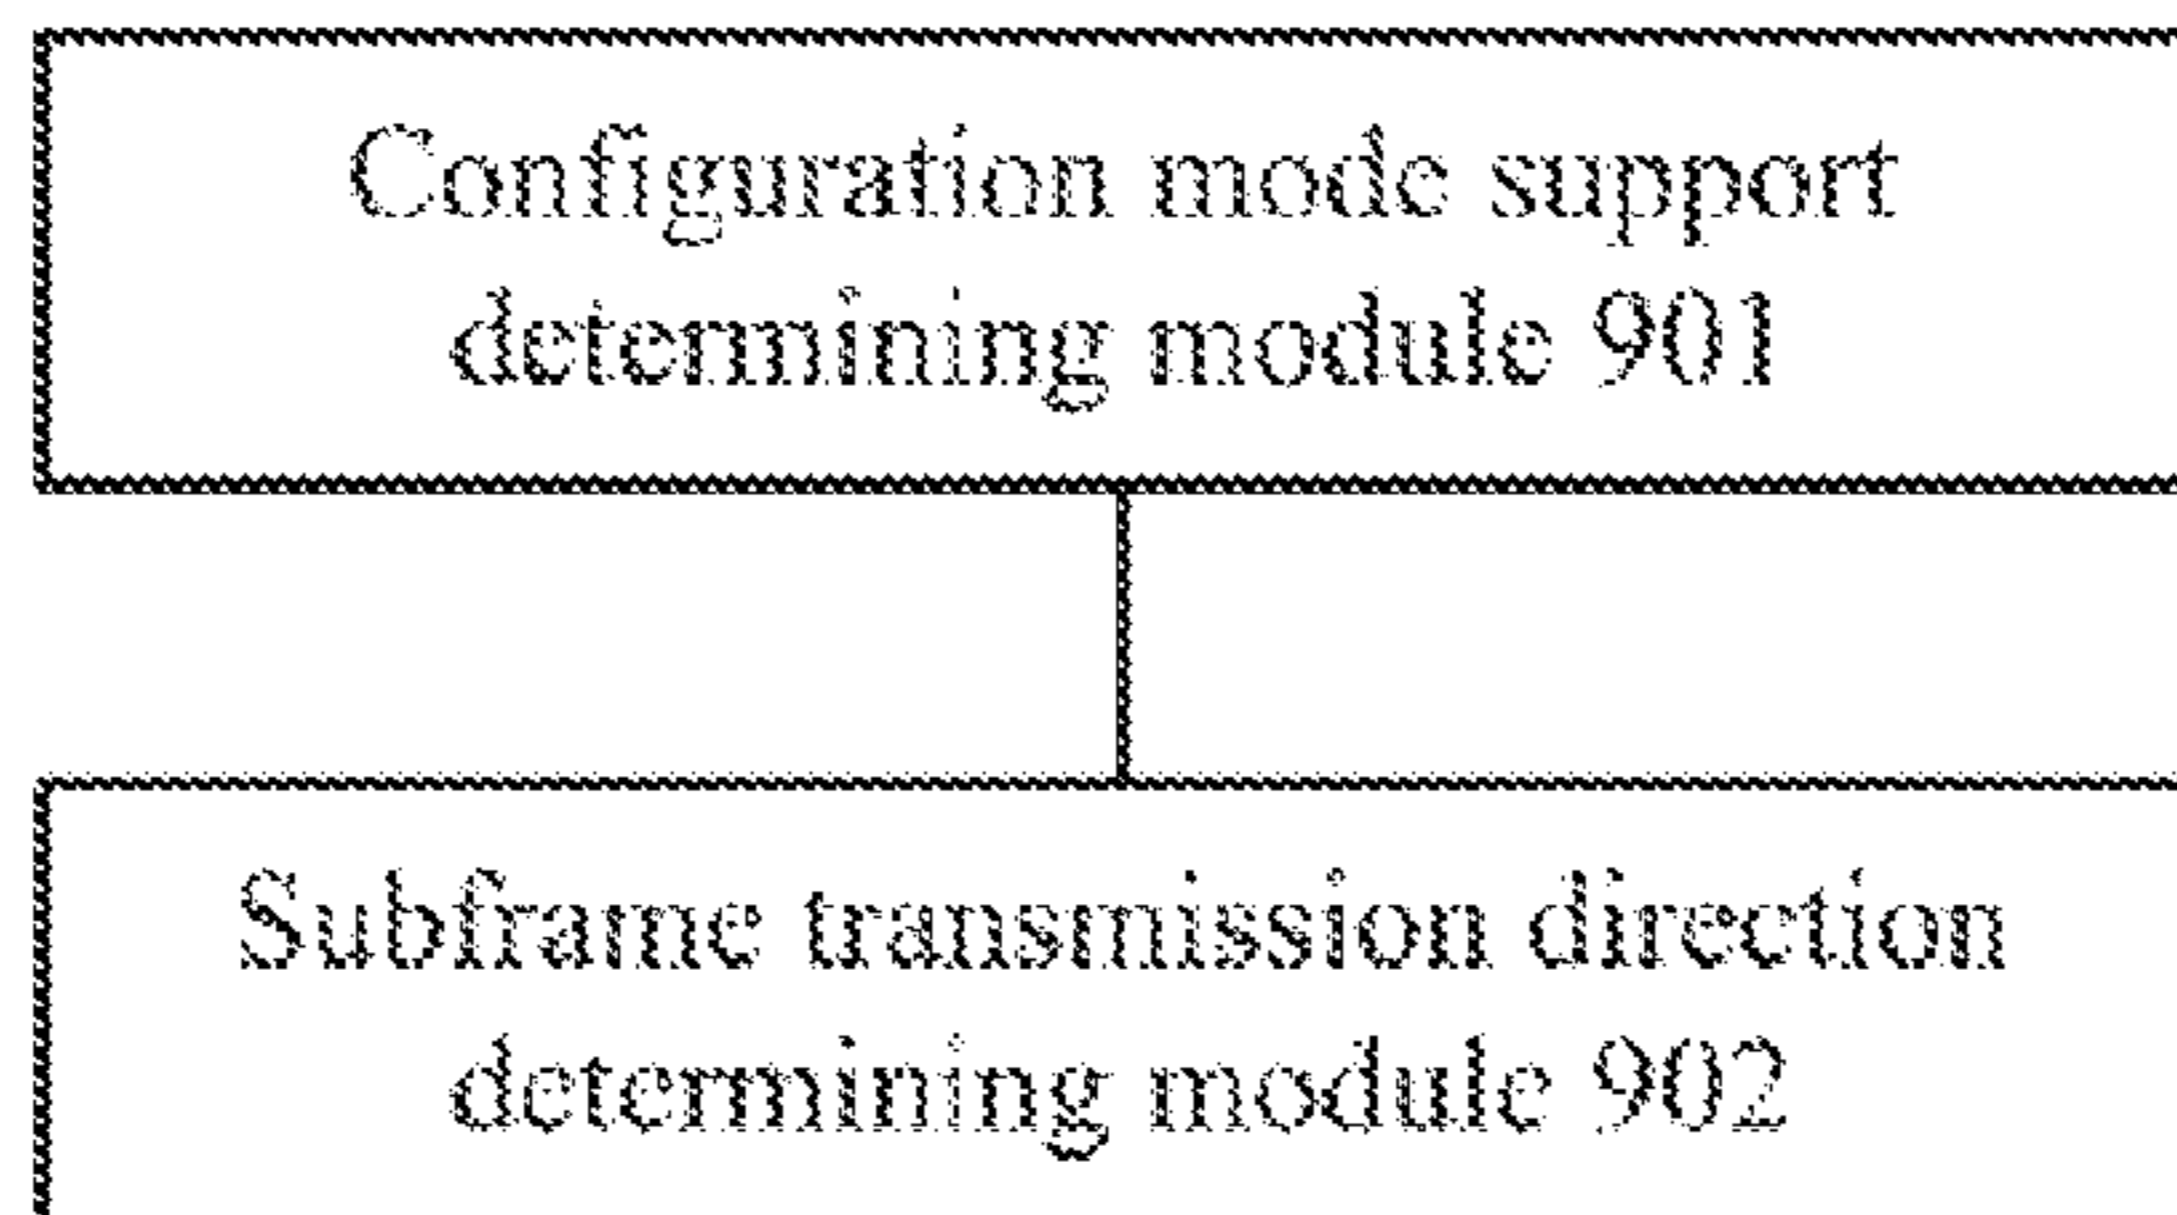 Configuration mode support
determining module 901
Subframe transmission direction
determining module 902